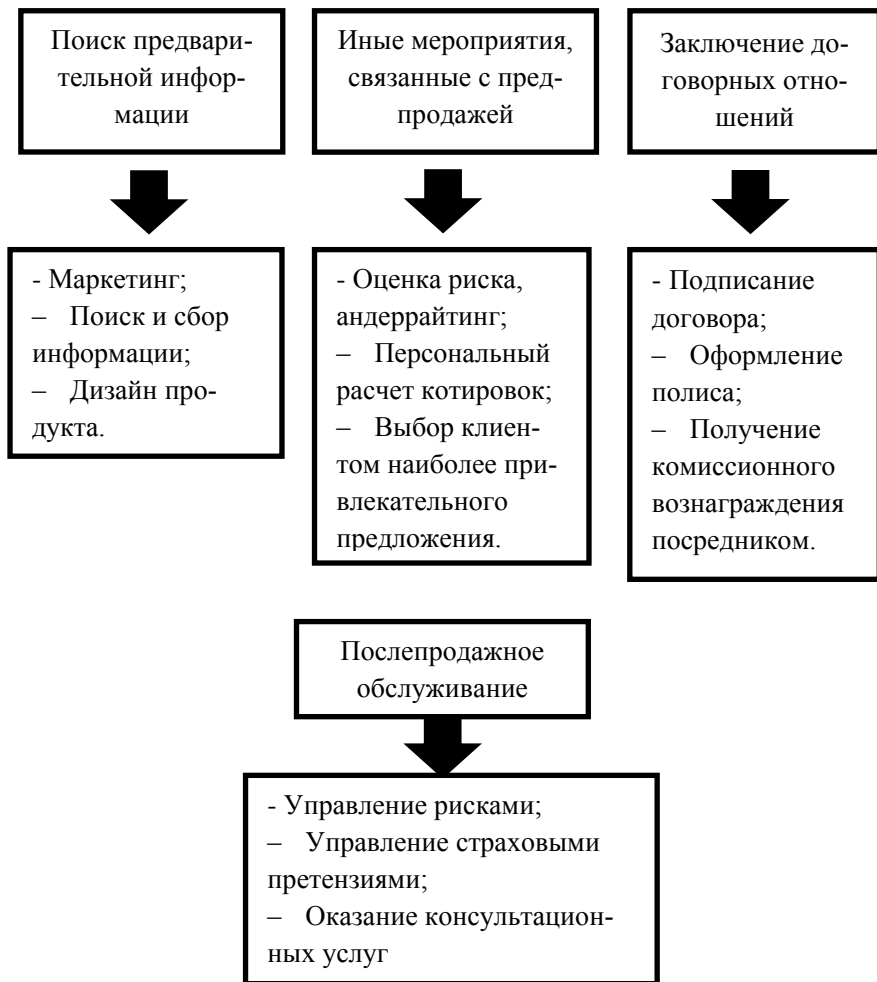 Поиск предвари-
тельной инфор-
мации
Иные мероприятия,
связанные с пред-
продажей
Заключение до-
говорных отно-
шений
- Маркетинг;
– Поиск и сбор
информации;
– Дизайн про-
дукта.
- Оценка риска,
андеррайтинг;
– Персональный
расчет котировок;
– Выбор клиен-
том наиболее при-
влекательного
предложения.
- Подписание
договора;
– Оформление
полиса;
– Получение
комиссионного
вознаграждения
посредником.
Послепродажное
обслуживание
- Управление рисками;
– Управление страховыми
претензиями;
– Оказание консультацион-
ных услуг